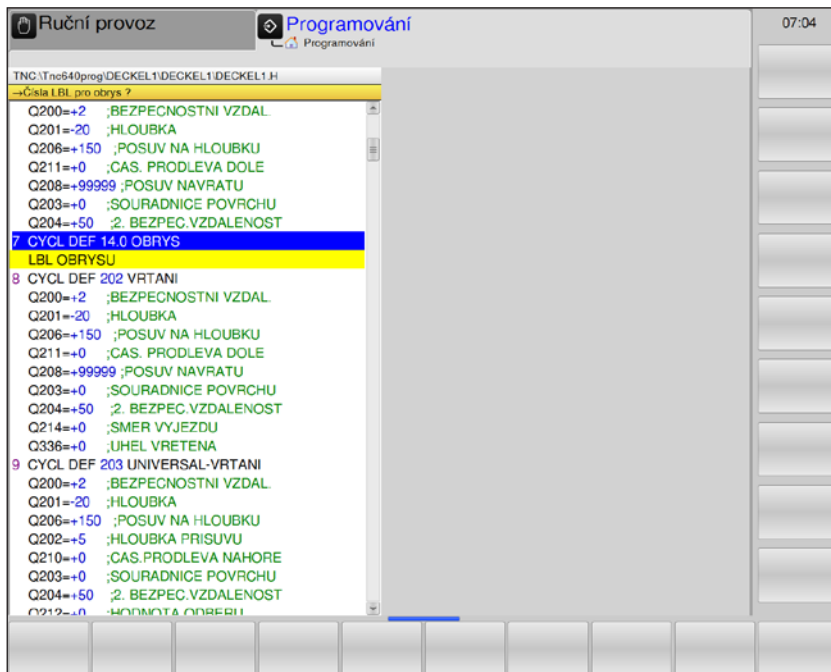 Ruční provoz
Programování
Programování
07:04
TNC:\Tnc640prog\DECKEL1\DECKEL1\DECKEL1.H
→Čísla LBL pro obrys ?
Q200=+2 ;BEZPECNOSTNI VZDAL.
Q201=-20 ;HLOUBKA
Q206=+150 ;POSUV NA HLOUBKU
Q211=+0 ;CAS. PRODLEVA DOLE
Q208=+99999 ;POSUV NAVRATU
Q203=+0 ;SOURADNICE POVRCHU
Q204=+50 ;2. BEZPEC.VZDALENOST
7 CYCL DEF 14.0 OBRYS
LBL OBRYSU
8 CYCL DEF 202 VRTANI
Q200=+2 ;BEZPECNOSTNI VZDAL.
Q201=-20 ;HLOUBKA
Q206=+150 ;POSUV NA HLOUBKU
Q211=+0 ;CAS. PRODLEVA DOLE
Q208=+99999 ;POSUV NAVRATU
Q203=+0 ;SOURADNICE POVRCHU
Q204=+50 ;2. BEZPEC.VZDALENOST
Q214=+0 ;SMER VYJEZDU
Q336=+0 ;UHEL VRETENA
9 CYCL DEF 203 UNIVERSAL-VRTANI
Q200=+2 ;BEZPECNOSTNI VZDAL.
Q201=-20 ;HLOUBKA
Q206=+150 ;POSUV NA HLOUBKU
Q202=+5 ;HLOUBKA PRISUVU
Q210=+0 ;CAS.PRODLEVA NAHORE
Q203=+0 ;SOURADNICE POVRCHU
Q204=+50 ;2. BEZPEC.VZDALENOST
Q212=+0 ;HODNOTA ODBERU